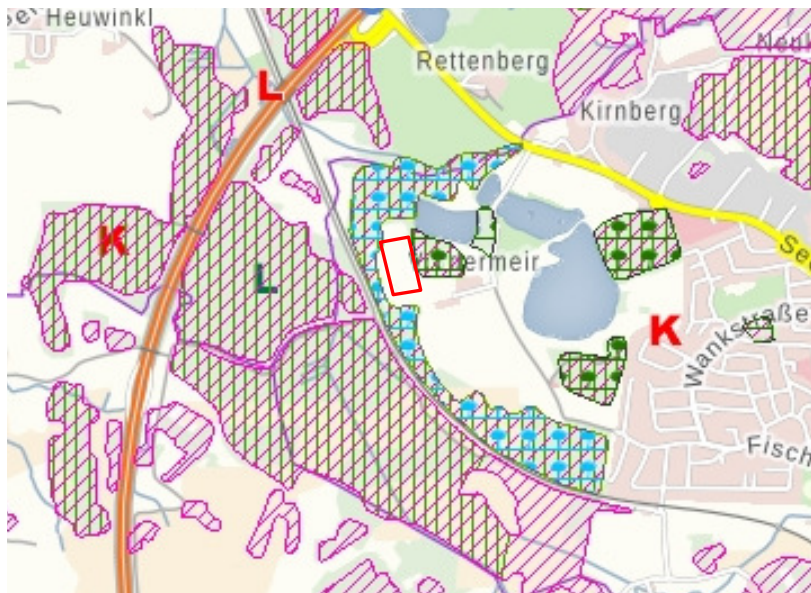 Heuwinkl
L
Rettenberg
Kirnberg
K
L
K
Wankstraße
Fisch